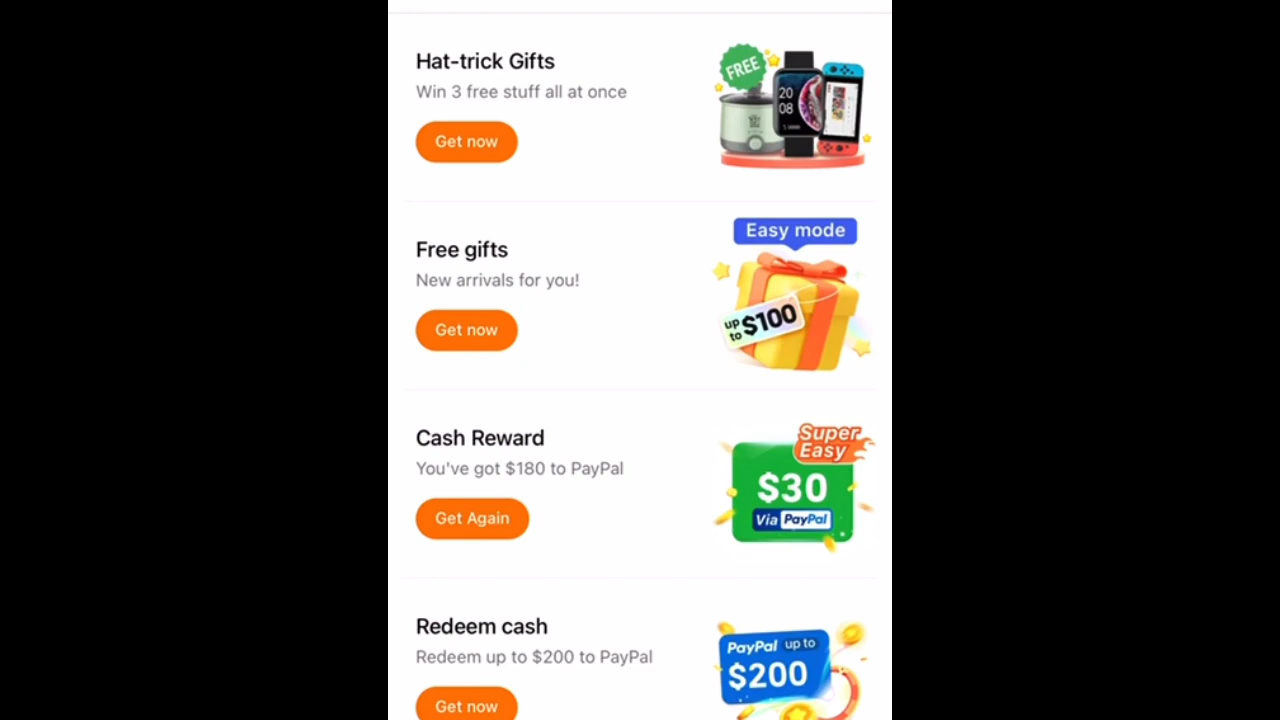 Hat-trick Gifts
Win 3 free stuff all at once
Get now
FREE
20
08
Easy mode
Free gifts
New arrivals for you!
Get now
up to $100
Cash Reward
You've got $180 to PayPal
Get Again
Super
Easy
$30
Via PayPal
Redeem cash
Redeem up to $200 to PayPal
Get now
PayPal up to
$200